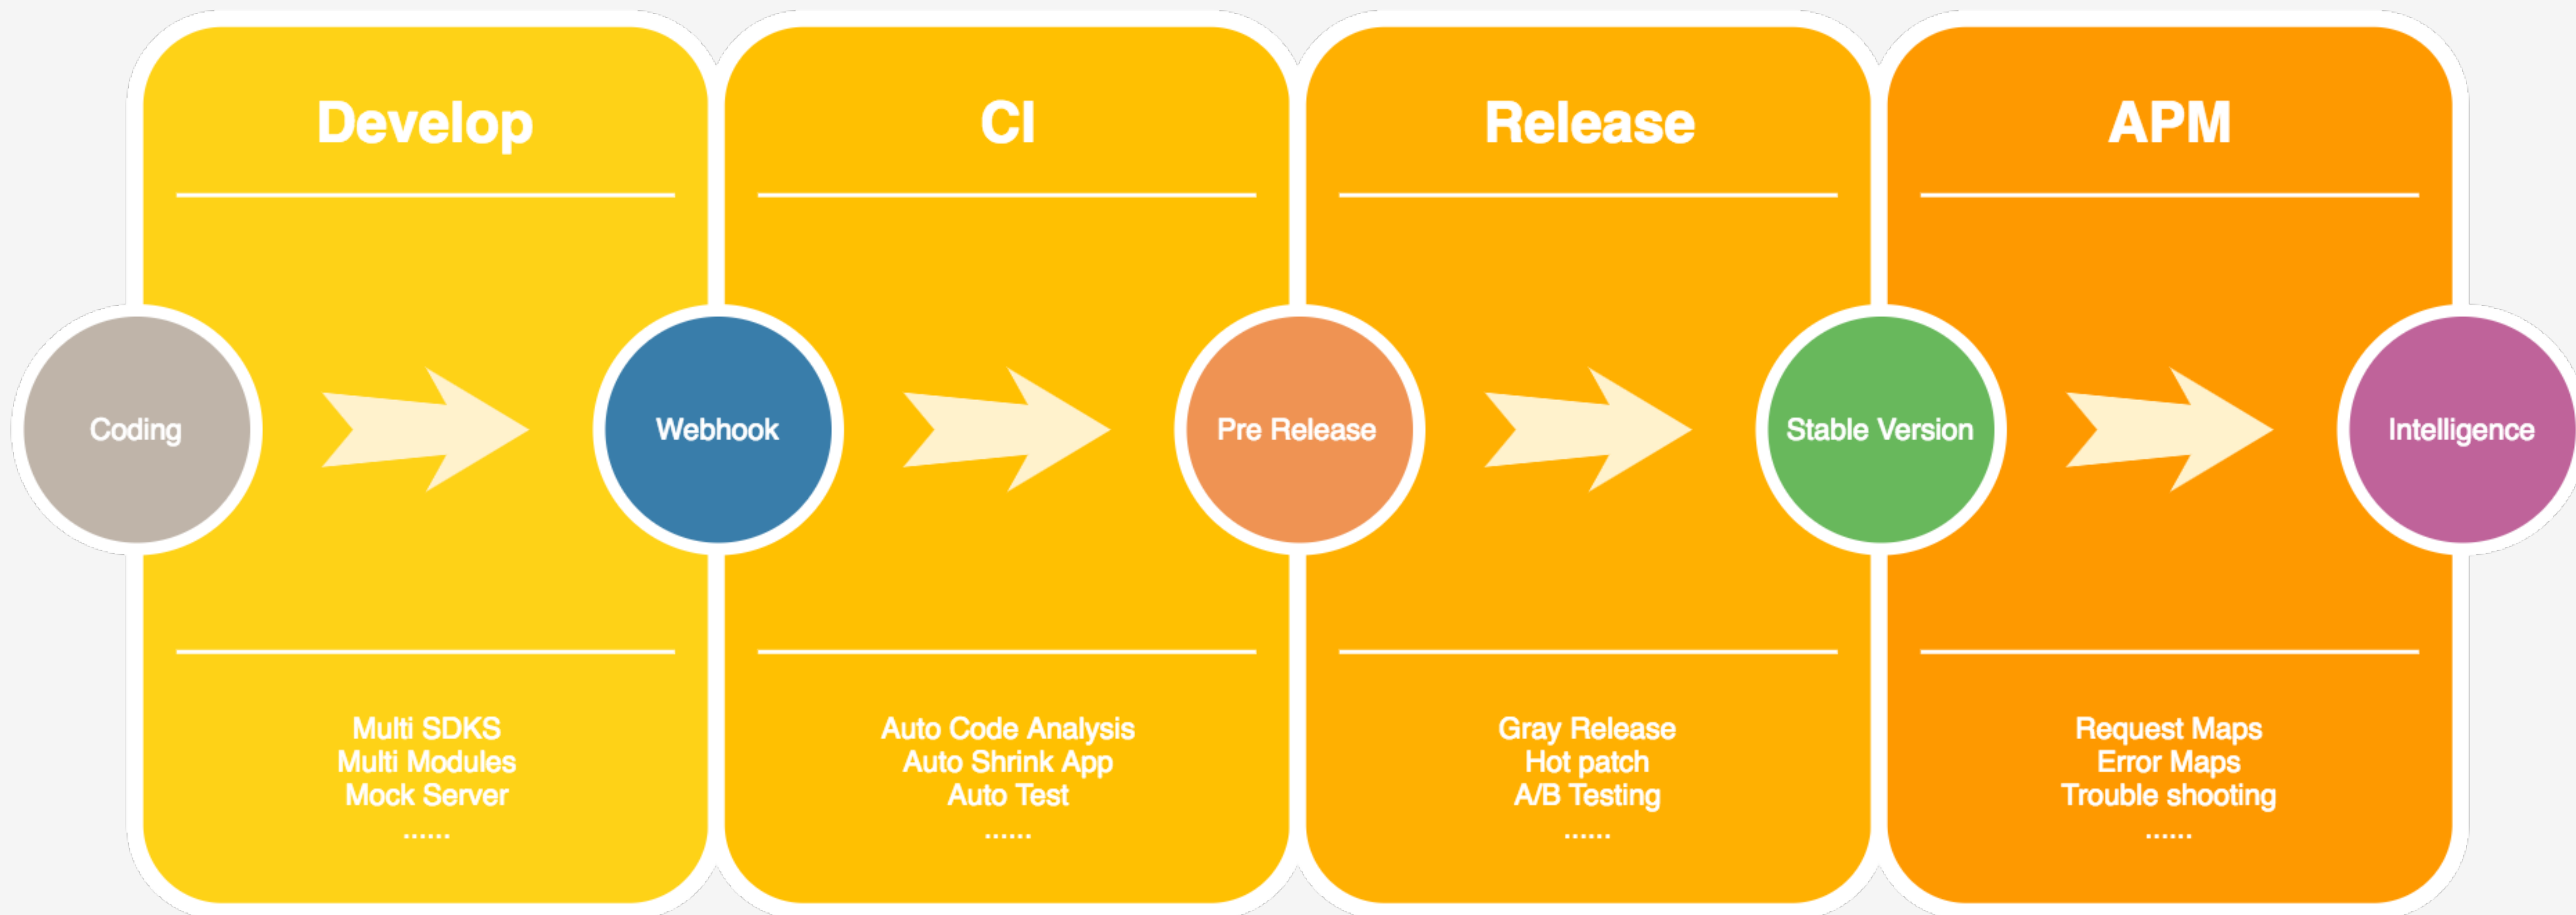 Develop
CI
Release
APM
Coding
Webhook
Pre Release
Stable Version
Intelligence
Multi SDKS
Multi Modules
Mock Server
......
Auto Code Analysis
Auto Shrink App
Auto Test
......
Gray Release
Hot patch
A/B Testing
......
Request Maps
Error Maps
Trouble shooting
......